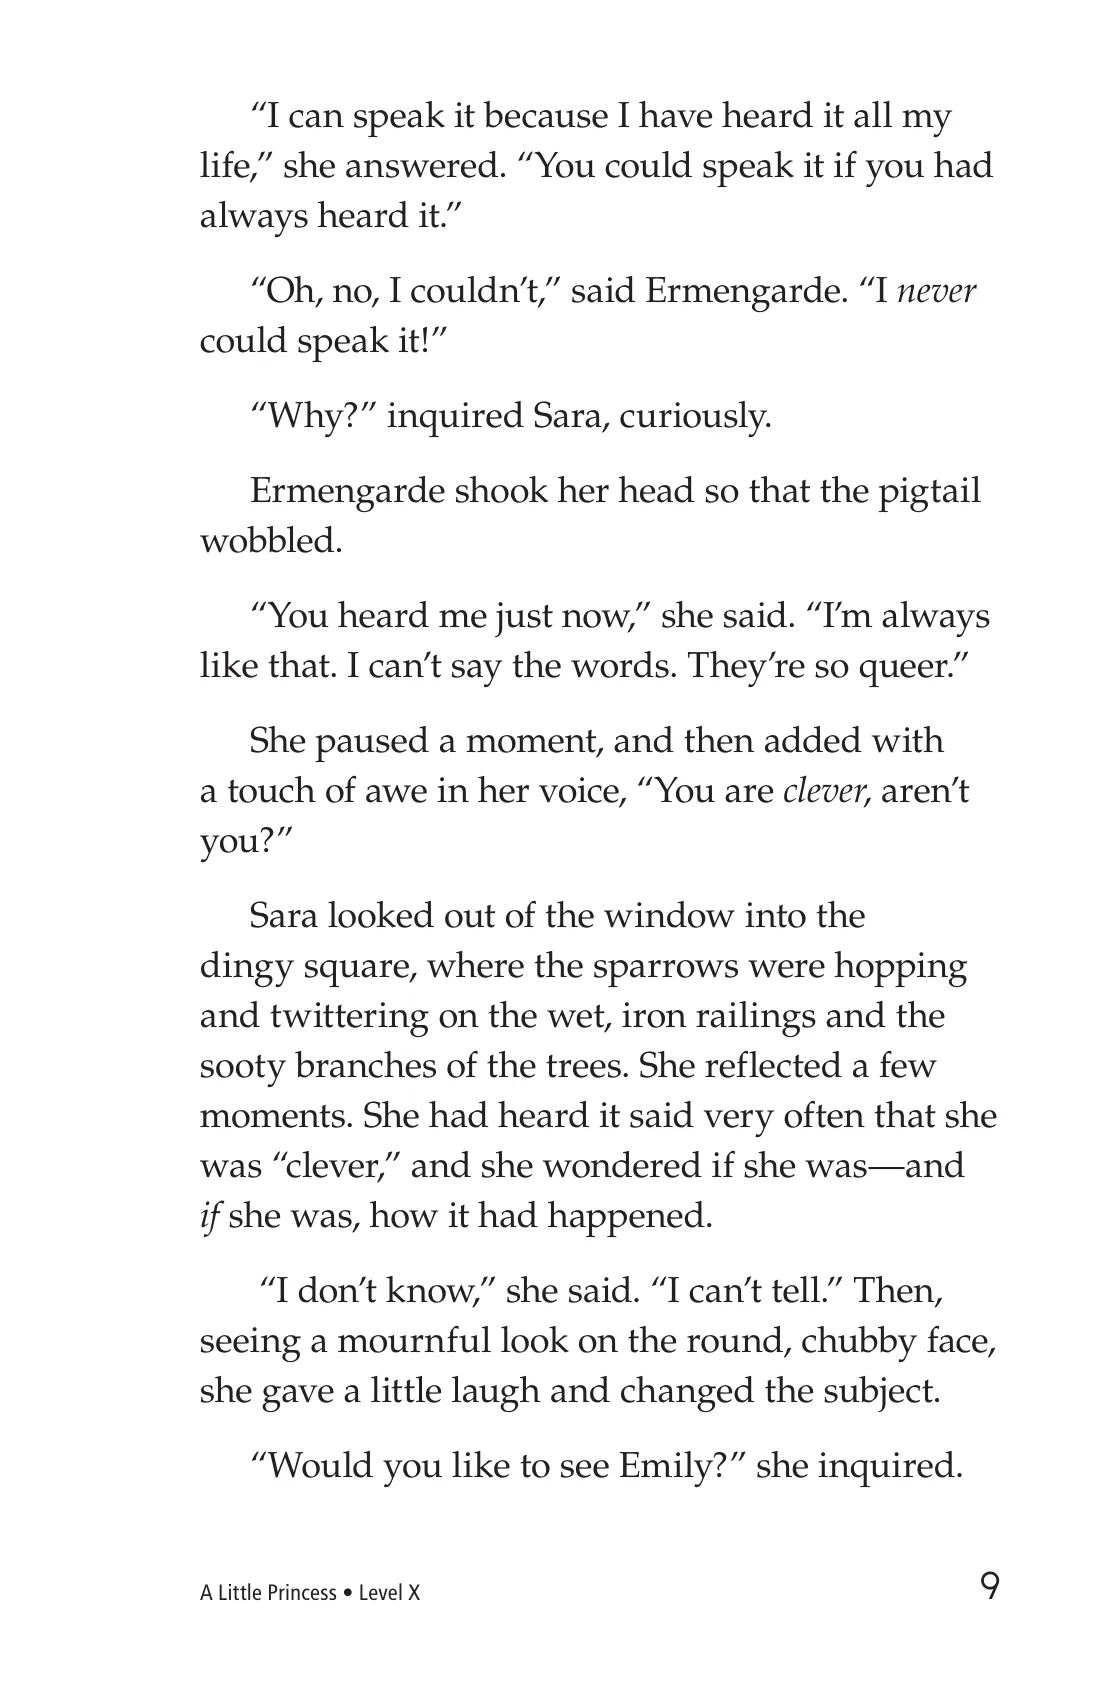 “I can speak it because I have heard it all my
life,” she answered. “You could speak it if you had
always heard it.”
“Oh, no, I couldn’t,” said Ermengarde. “I never
could speak it!”
“Why?” inquired Sara, curiously.
Ermengarde shook her head so that the pigtail
wobbled.
“You heard me just now,” she said. “I’m always
like that. I can’t say the words. They’re so queer.”
She paused a moment, and then added with
a touch of awe in her voice, “You are clever, aren’t
you?”
Sara looked out of the window into the
dingy square, where the sparrows were hopping
and twittering on the wet, iron railings and the
sooty branches of the trees. She reflected a few
moments. She had heard it said very often that she
was “clever,” and she wondered if she was—and
if she was, how it had happened.
“I don’t know,” she said. “I can’t tell.” Then,
seeing a mournful look on the round, chubby face,
she gave a little laugh and changed the subject.
“Would you like to see Emily?” she inquired.
A Little Princess • Level X
9